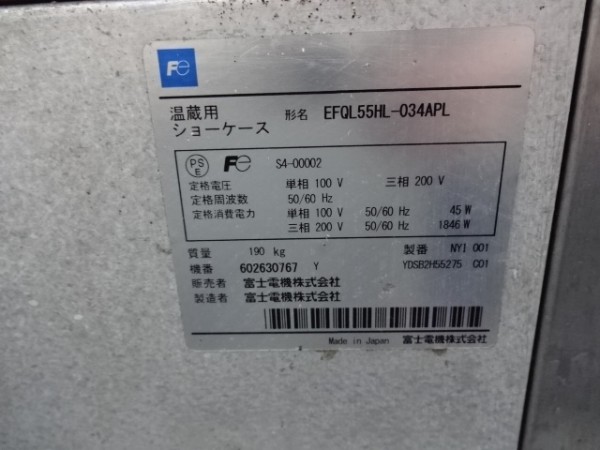 Fe
温蔵用
ショーケース
形名 EFQL55HL-034APL
PSE Fe S4-00002
定格電圧 単相 100 V 三相 200 V
定格周波数 50/60 Hz
定格消費電力 単相 100 V 50/60 Hz 45 W
三相 200 V 50/60 Hz 1846 W
質量 190 kg 製番 NYI 001
機番 602630767 Y YDSB2H55275 C01
販売者 富士電機株式会社
製造者 富士電機株式会社
Made in Japan 富士電機株式会社